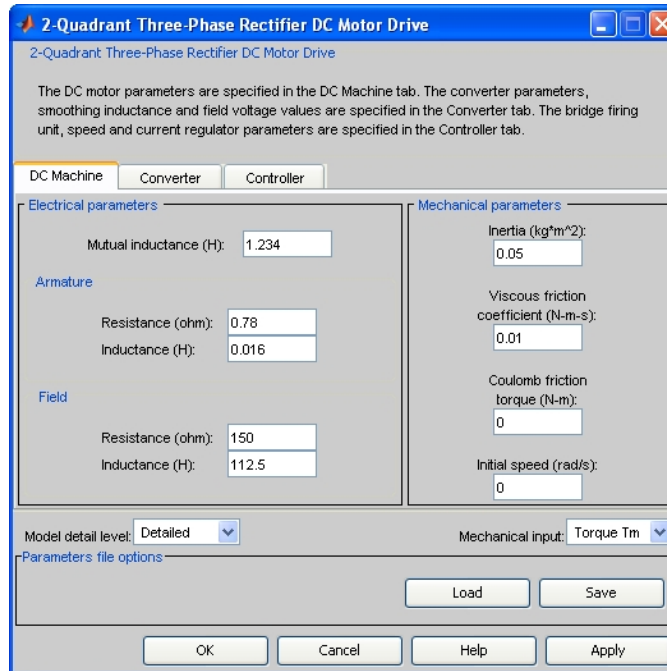 2-Quadrant Three-Phase Rectifier DC Motor Drive
2-Quadrant Three-Phase Rectifier DC Motor Drive
The DC motor parameters are specified in the DC Machine tab. The converter parameters,
smoothing inductance and field voltage values are specified in the Converter tab. The bridge firing
unit, speed and current regulator parameters are specified in the Controller tab.
DC Machine Converter Controller
Electrical parameters
Mutual inductance (H): 1.234
Armature
Resistance (ohm): 0.78
Inductance (H): 0.016
Field
Resistance (ohm): 150
Inductance (H): 112.5
Mechanical parameters
Inertia (kg*m^2):
0.05
Viscous friction
coefficient (N-m-s):
0.01
Coulomb friction
torque (N-m):
0
Initial speed (rad/s):
0
Model detail level: Detailed
Mechanical input: Torque Tm
Parameters file options
Load Save
OK Cancel Help Apply